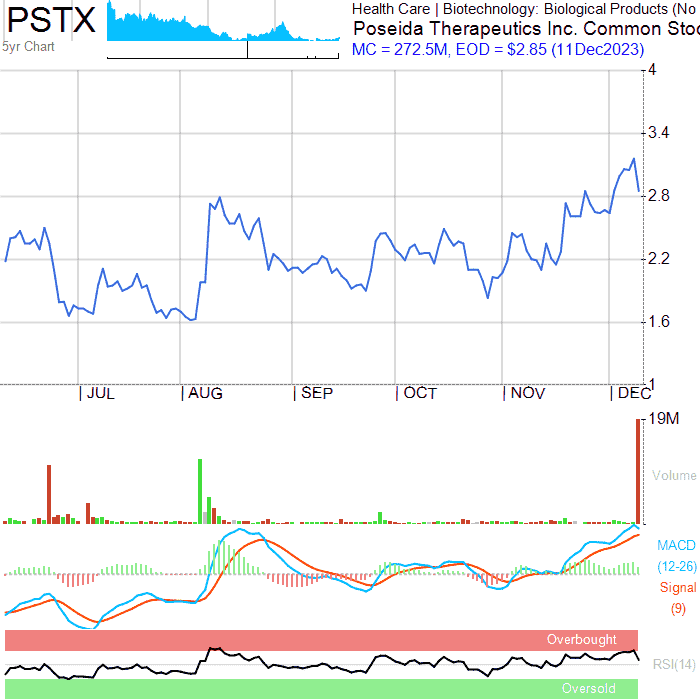 PSTX
5yr Chart
Health Care | Biotechnology: Biological Products (No
Poseida Therapeutics Inc. Common Stoc
MC = 272.5M, EOD = $2.85 (11Dec2023)
4
3.4
2.8
2.2
1.6
1
| JUL | AUG | SEP | OCT | NOV | DEC
19M
Volume
MACD
(12-26)
Signal
(9)
Overbought
RSI(14)
Oversold